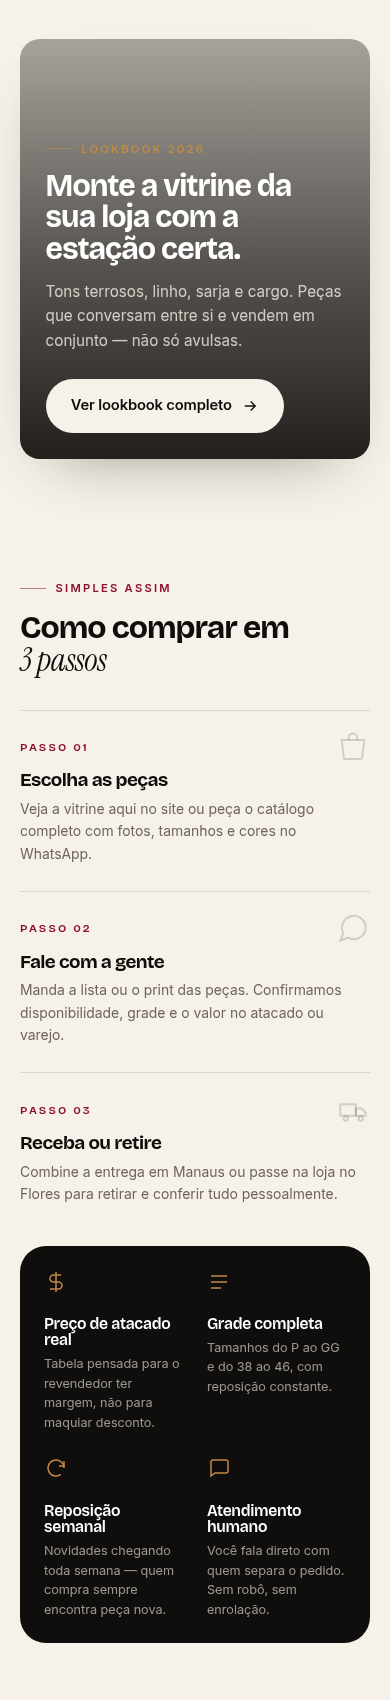 LOOKBOOK 2026
Monte a vitrine da
sua loja com a
estação certa.
Tons terrosos, linho, sarja e cargo. Peças
que conversam entre si e vendem em
conjunto — não só avulsas.
Ver lookbook completo →
SIMPLES ASSIM
Como comprar em
3 passos
PASSO 01
Escolha as peças
Veja a vitrine aqui no site ou peça o catálogo
completo com fotos, tamanhos e cores no
WhatsApp.
PASSO 02
Fale com a gente
Manda a lista ou o print das peças. Confirmamos
disponibilidade, grade e o valor no atacado ou
varejo.
PASSO 03
Receba ou retire
Combine a entrega em Manaus ou passe na loja no
Flores para retirar e conferir tudo pessoalmente.
Preço de atacado
real
Tabela pensada para o
revendedor ter
margem, não para
maquiar desconto.
Grade completa
Tamanhos do P ao GG
e do 38 ao 46, com
reposição constante.
Reposição
semanal
Novidades chegando
toda semana — quem
compra sempre
encontra peça nova.
Atendimento
humano
Você fala direto com
quem separa o pedido.
Sem robô, sem
enrolação.